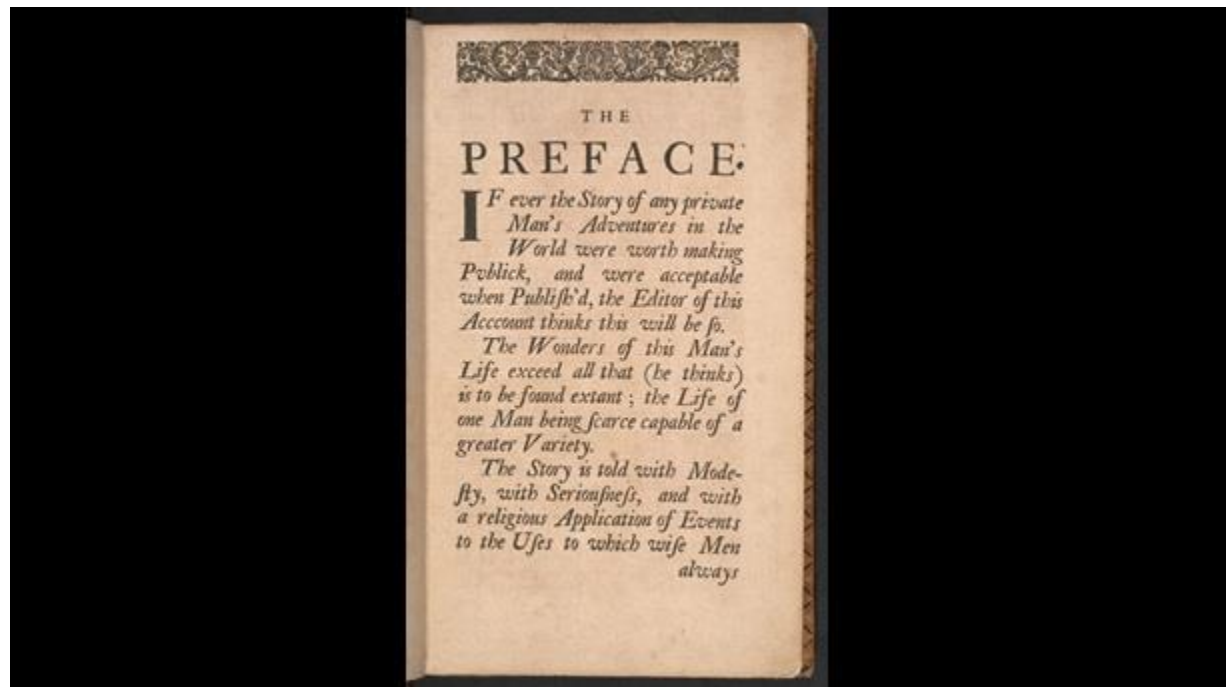 THE
PREFACE.
IF ever the Story of any private
Man's Adventures in the
World were worth making
Pvblick, and were acceptable
when Publiſh'd, the Editor of this
Acccount thinks this will be ſo.
The Wonders of this Man's
Life exceed all that (he thinks)
is to be found extant ; the Life of
one Man being ſcarce capable of a
greater Variety.
The Story is told with Mode-
ſty, with Seriouſneſs, and with
a religious Application of Events
to the Uſes to which wiſe Men
always